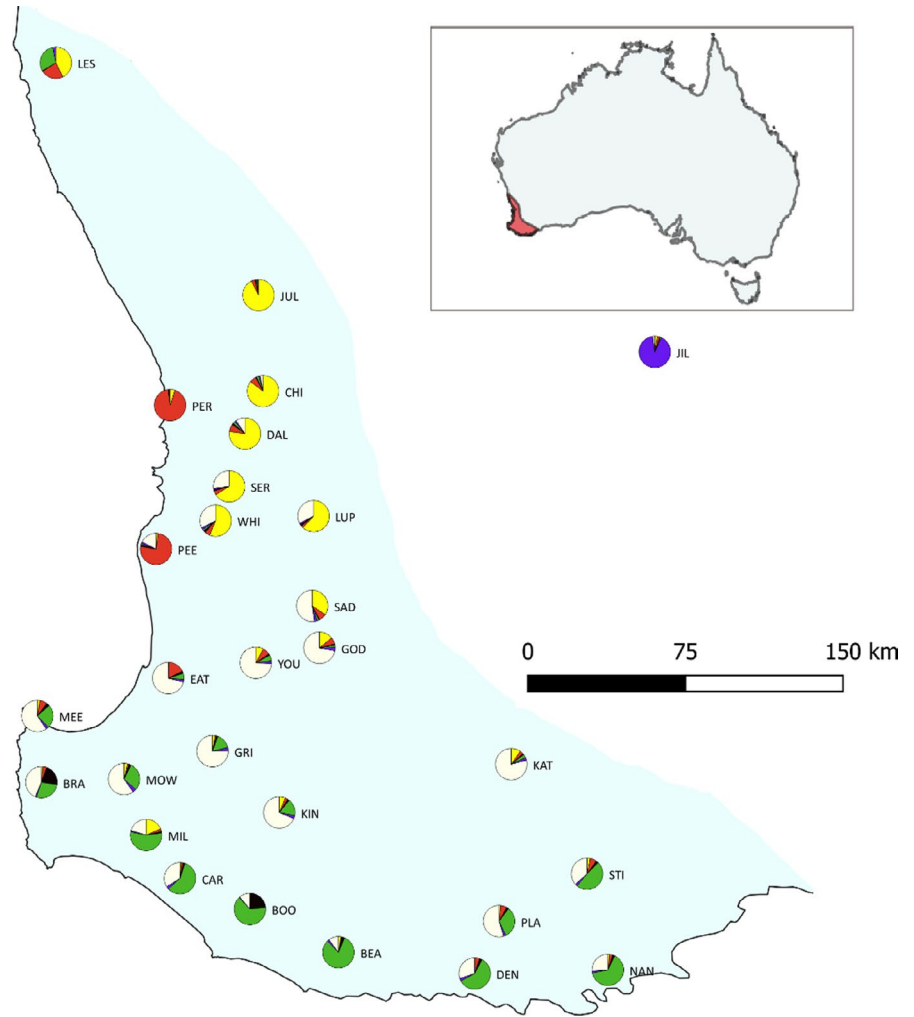 LES
JUL
JIL
CHI
PER
DAL
SER
LUP
WHI
PEE
SAD
GOD
YOU
0 75 150 km
EAT
MEE
GRI
KAT
BRA
MOW
KIN
MIL
CAR
STI
BOO
PLA
BEA
DEN
NAN